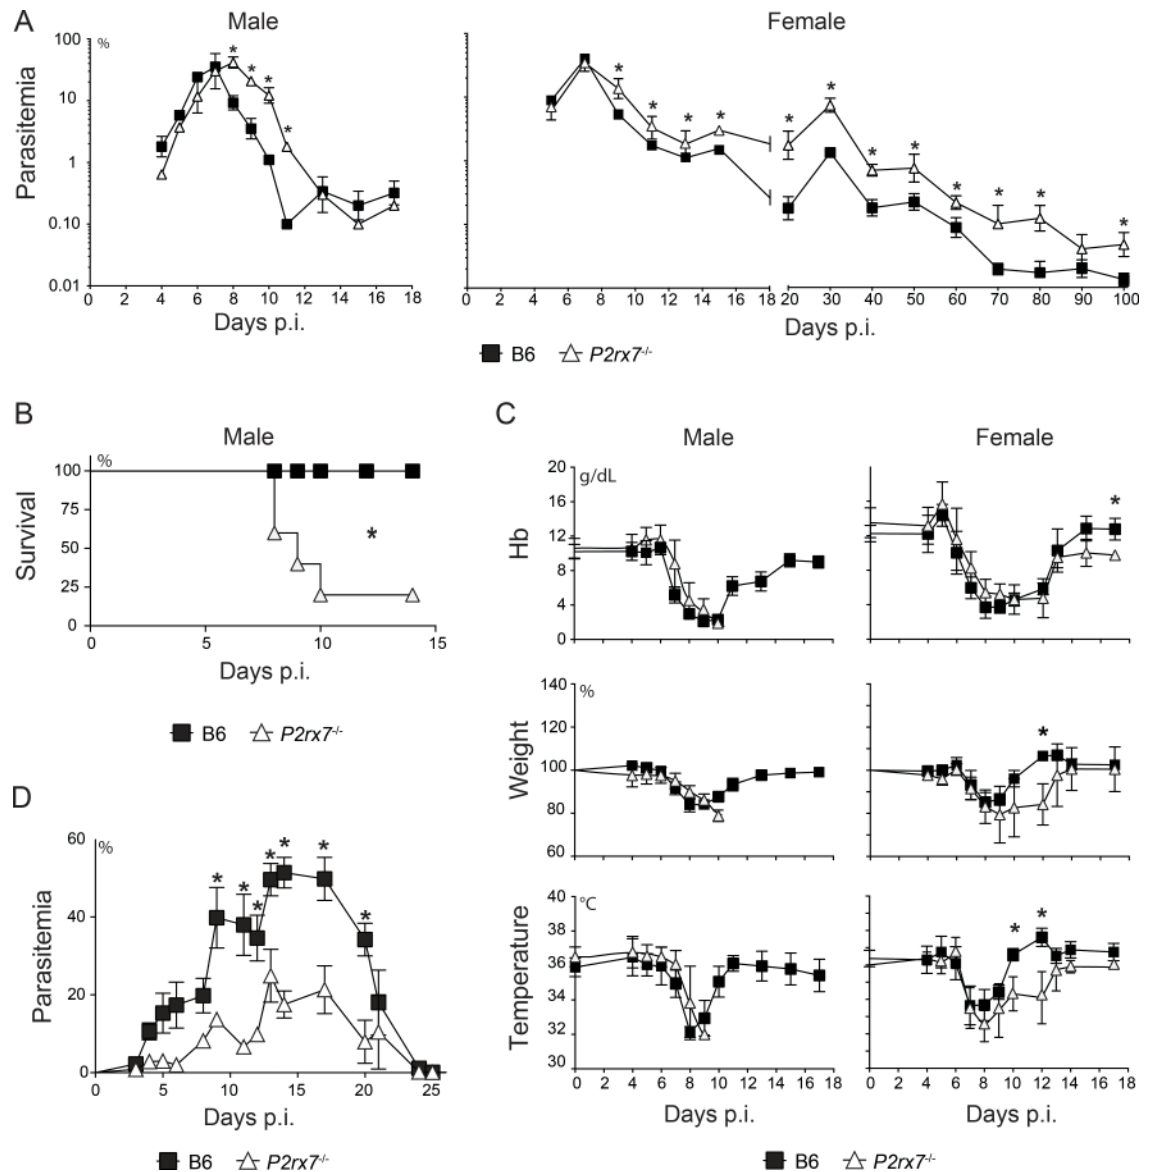 A
Male
Female
100
%
10
1
0.10
0.01
Parasitemia
* * * *
* * * * * * * * * * * *
0 2 4 6 8 10 12 14 16 18
0 2 4 6 8 10 12 14 16 18 20 30 40 50 60 70 80 90 100
Days p.i.
Days p.i.
B6 P2rx7-/-
B
Male
%
100
75
50
25
0
Survival
*
0 5 10 15
Days p.i.
B6 P2rx7-/-
C
Male
Female
20
g/dL
16
12
8
4
0
Hb
*
140
%
120
100
80
60
Weight
*
40
°C
38
36
34
32
30
Temperature
* *
0 2 4 6 8 10 12 14 16 18
0 2 4 6 8 10 12 14 16 18
Days p.i.
Days p.i.
B6 P2rx7-/-
D
60
%
40
20
0
Parasitemia
* * * * * * *
0 5 10 15 20 25
Days p.i.
B6 P2rx7-/-